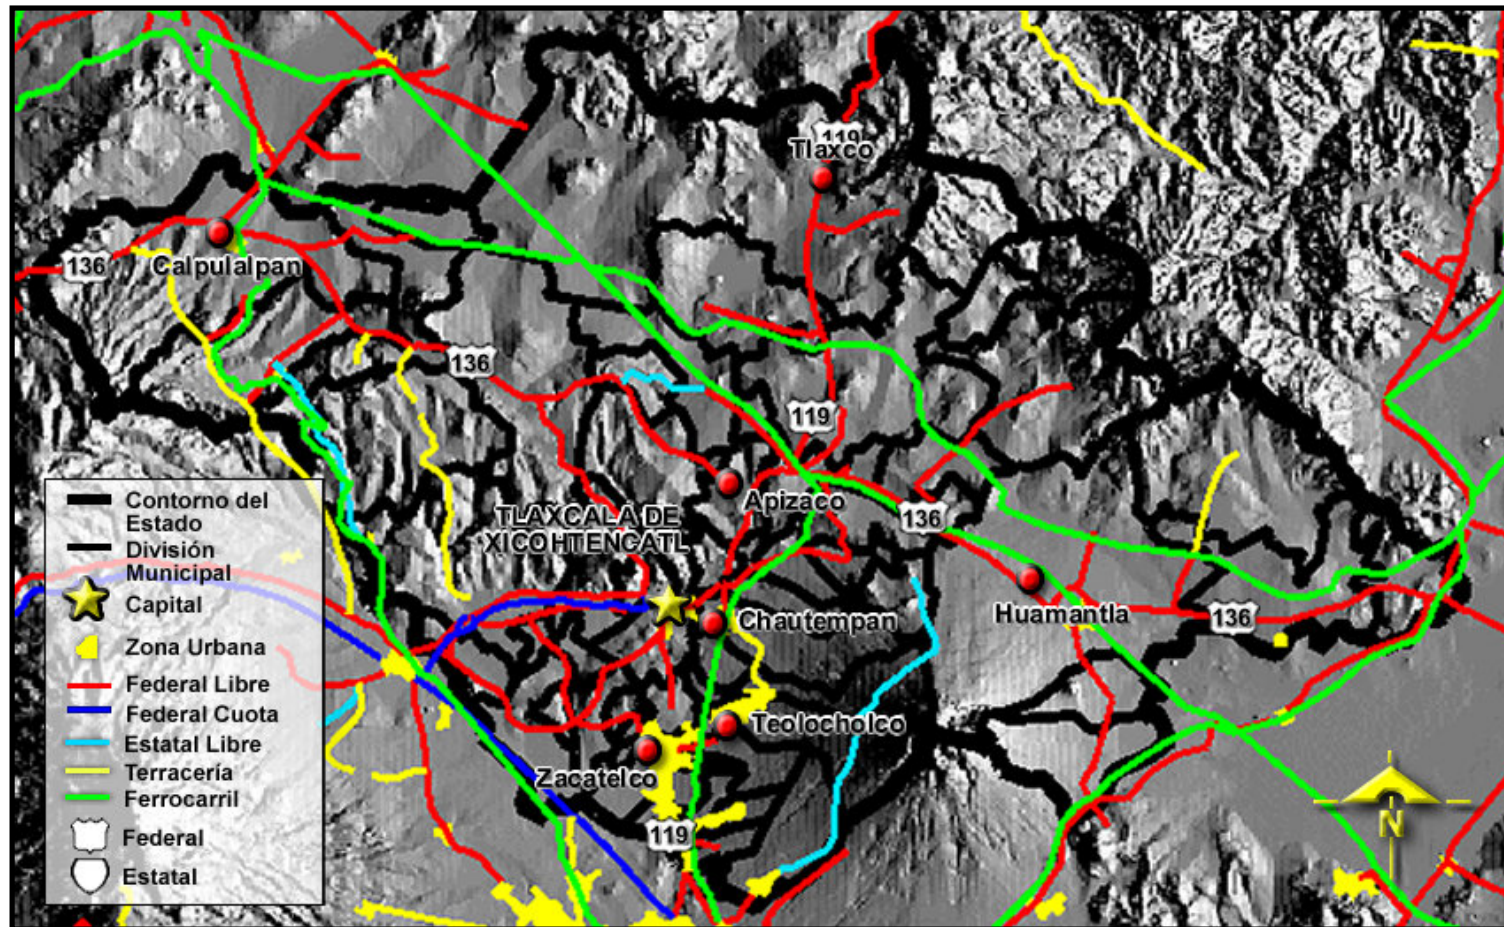 119
Tlaxco
136
Calpulalpan
136
119
Apizaco
136
TLAXCALA DE
XICOHTENCATL
Chautempan
Huamantla
136
Teolocholco
Zacatelco
119
Contorno del
Estado
División
Municipal
Capital
Zona Urbana
Federal Libre
Federal Cuota
Estatal Libre
Terracería
Ferrocarril
Federal
Estatal
N